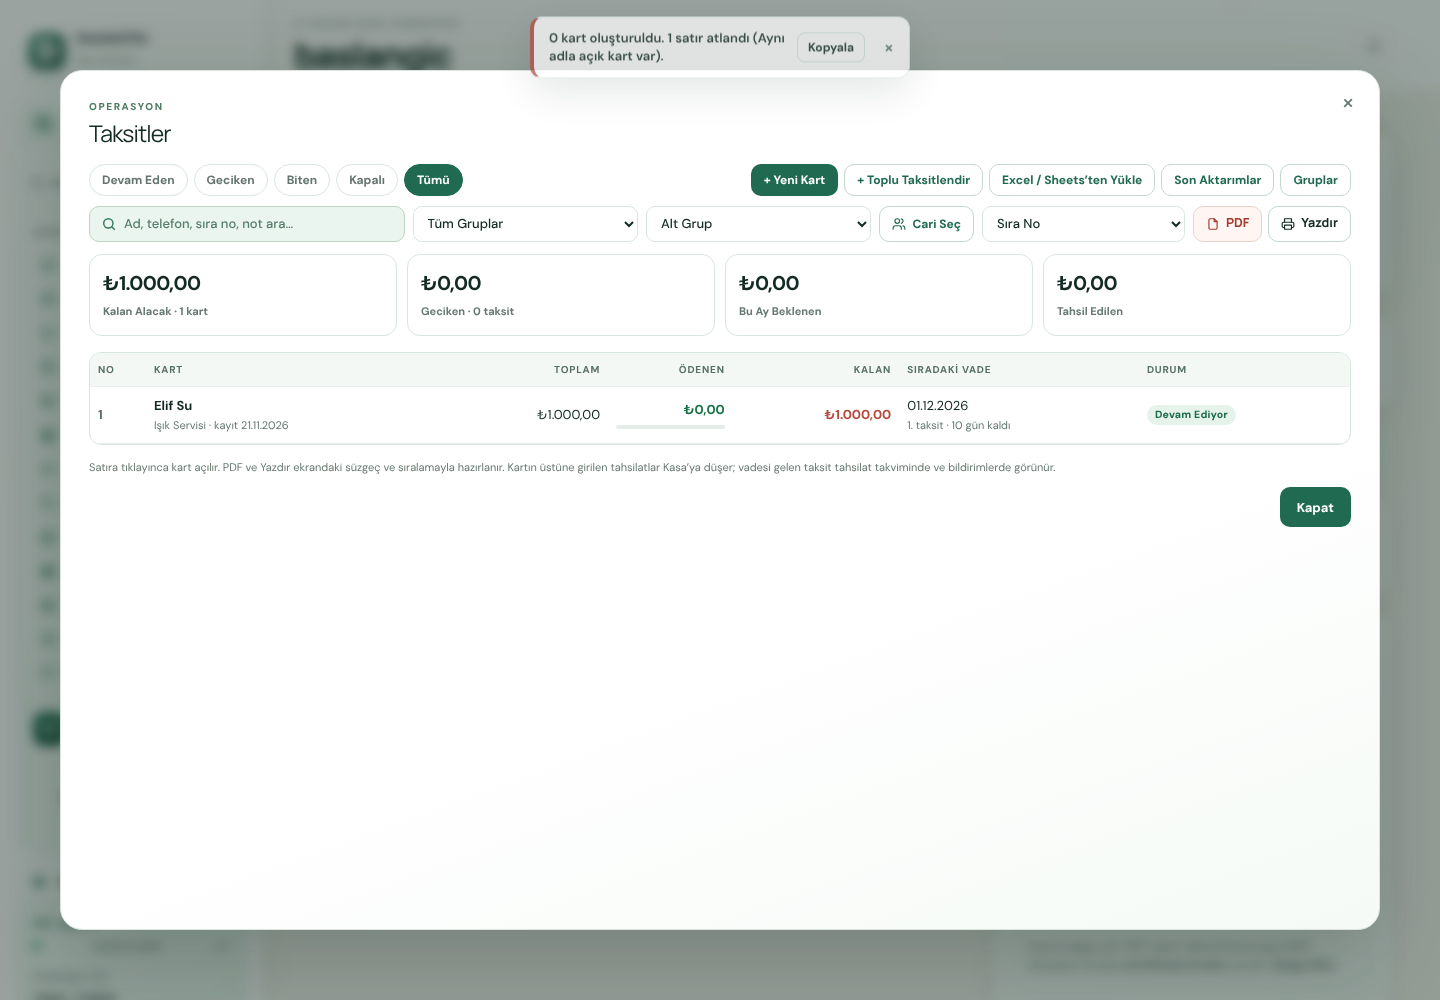 0 kart oluşturuldu. 1 satır atlandı (Aynı
adla açık kart var).
Kopyala
×
baslangic
OPERASYON
×
Taksitler
Devam Eden
Geciken
Biten
Kapalı
Tümü
+ Yeni Kart
+ Toplu Taksitlendir
Excel / Sheets’ten Yükle
Son Aktarımlar
Gruplar
Ad, telefon, sıra no, not ara…
Tüm Gruplar
Alt Grup
Cari Seç
Sıra No
PDF
Yazdır
₺1.000,00
Kalan Alacak · 1 kart
₺0,00
Geciken · 0 taksit
₺0,00
Bu Ay Beklenen
₺0,00
Tahsil Edilen
NO KART TOPLAM ÖDENEN KALAN SIRADAKİ VADE DURUM
1
Elif Su
Işık Servisi · kayıt 21.11.2026
₺1.000,00
₺0,00
₺1.000,00
01.12.2026
1. taksit · 10 gün kaldı
Devam Ediyor
Satıra tıklayınca kart açılır. PDF ve Yazdır ekrandaki süzgeç ve sıralamayla hazırlanır. Kartın üstüne girilen tahsilatlar Kasa’ya düşer; vadesi gelen taksit tahsilat takviminde ve bildirimlerde görünür.
Kapat